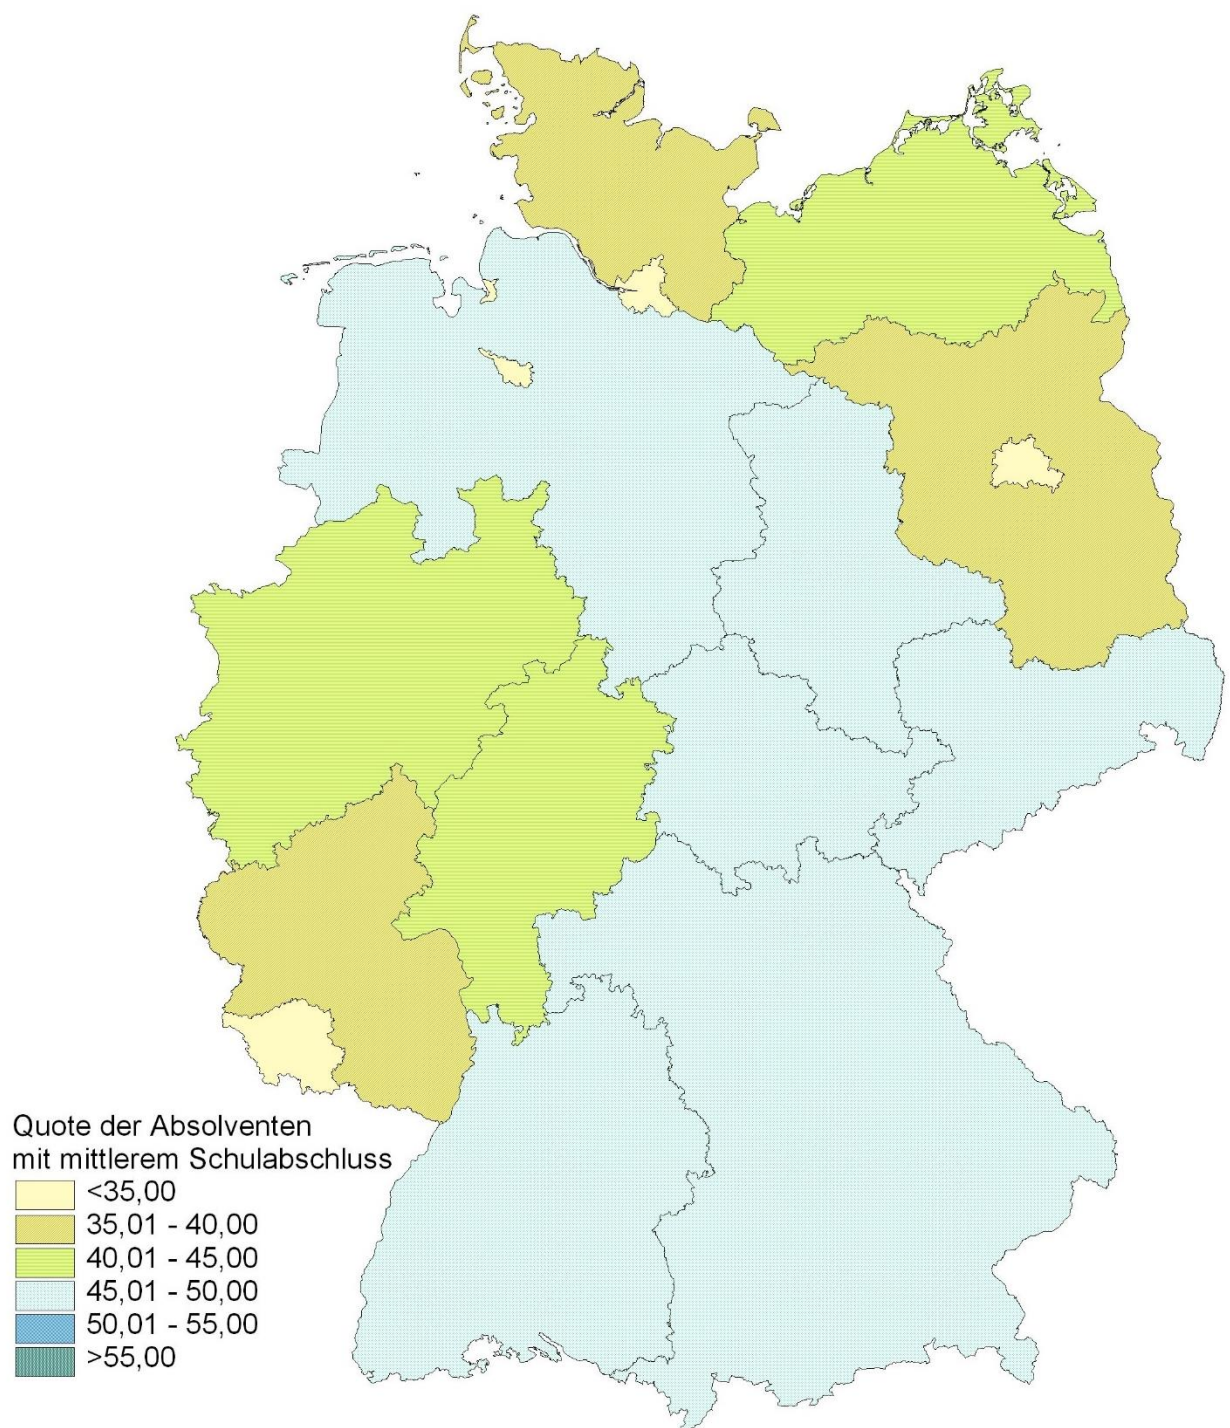 Quote der Absolventen
mit mittlerem Schulabschluss
<35,00
35,01 - 40,00
40,01 - 45,00
45,01 - 50,00
50,01 - 55,00
>55,00